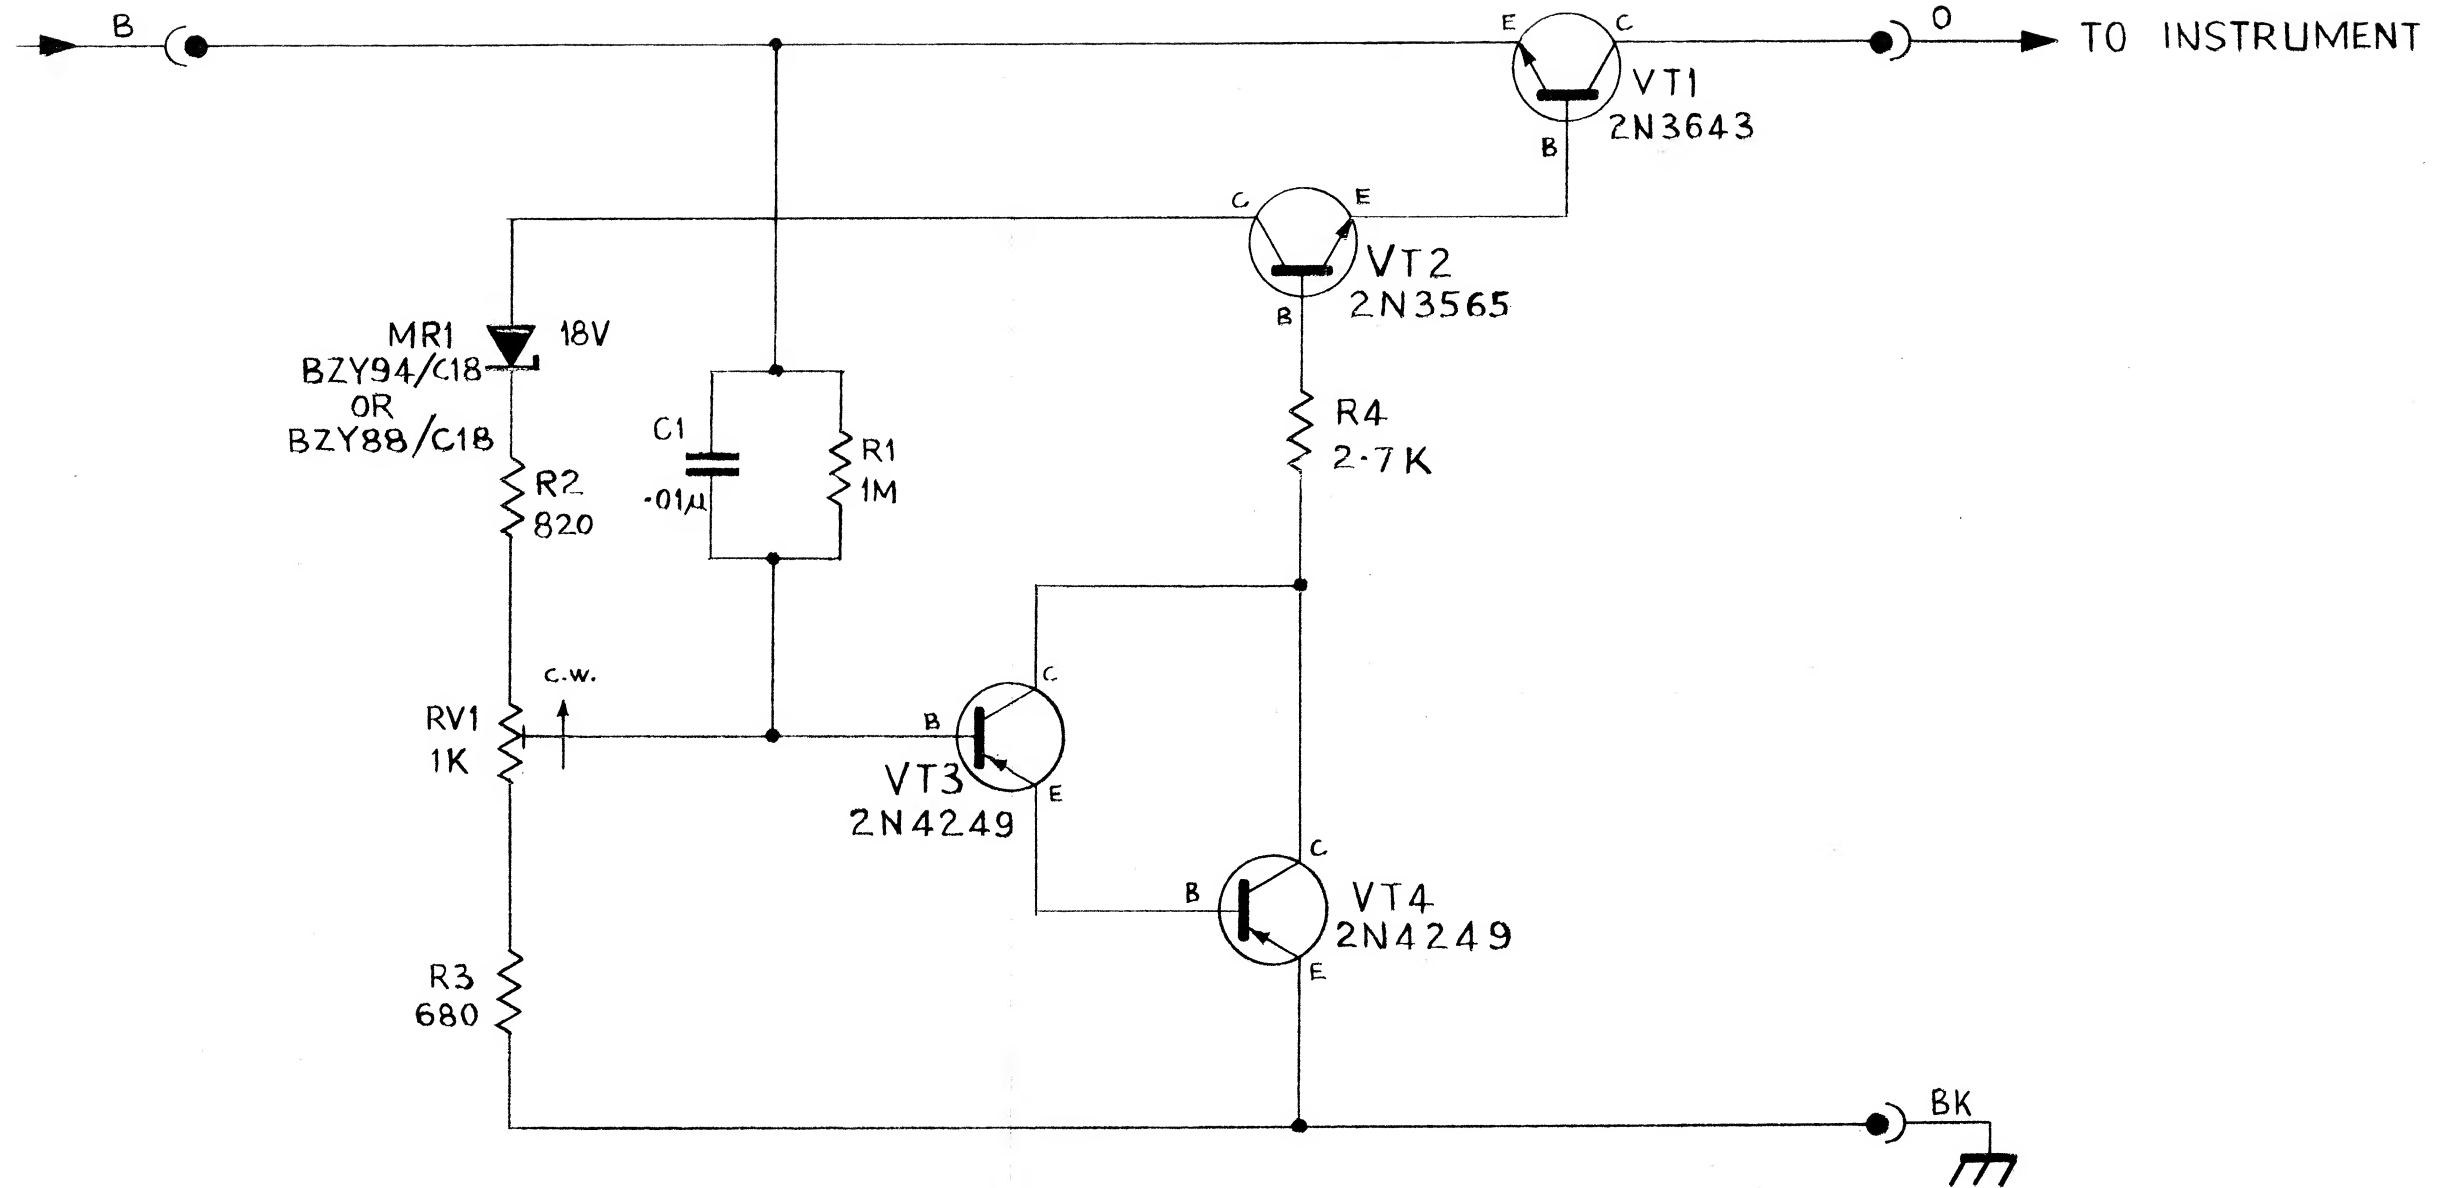 B
E
C
O
TO INSTRUMENT
VT1
2N3643
B
C
E
VT2
2N3565
B
MR1
18V
BZY94/C18
OR
BZY88/C18
R4
2.7K
C1
.01µ
R1
1M
R2
820
C.W.
RV1
1K
C
B
VT3
2N4249
E
C
B
VT4
2N4249
E
R3
680
BK